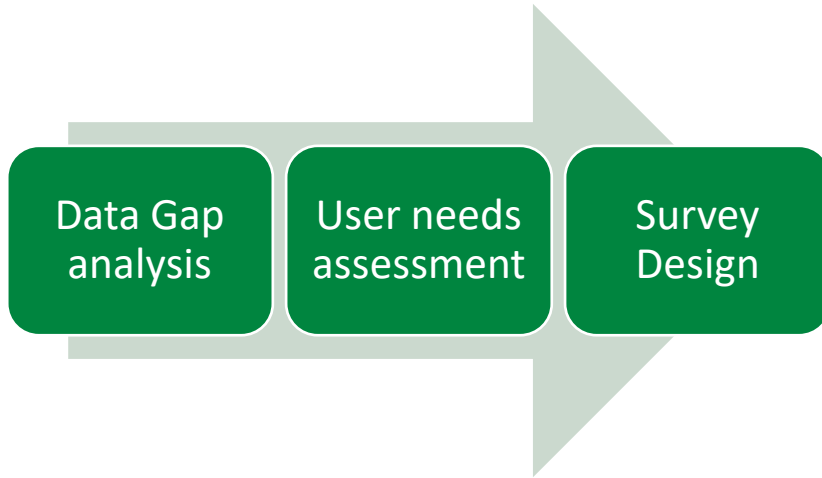 Data Gap
analysis
User needs
assessment
Survey
Design